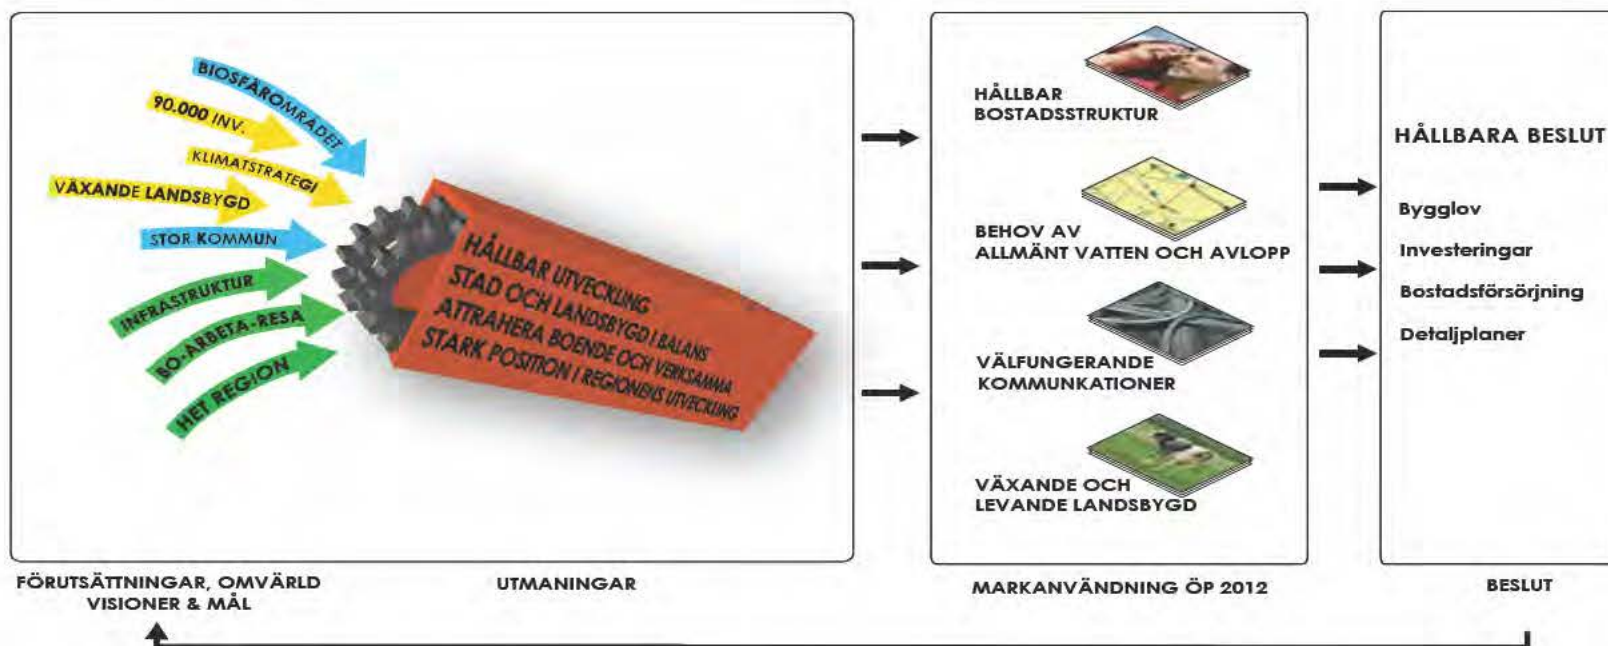 BIOSFÄROMRÅDET
90.000 INV.
KLIMATSTRATEGI
VÄXANDE LANDSBYGD
STOR KOMMUN
INFRASTRUKTUR
BO-ARBETA-RESA
HET REGION
HÅLLBAR UTVECKLING
STAD OCH LANDSBYGD I BALANS
ATTRAHERA BOENDE OCH VERKSAMMA
STARK POSITION I REGIONENS UTVECKLING
FÖRUTSÄTTNINGAR, OMVÄRLD
VISIONER & MÅL
UTMANINGAR
HÅLLBAR
BOSTADSSTRUKTUR
BEHOV AV
ALLMÄNT VATTEN OCH AVLOPP
VÄLFUNGERANDE
KOMMUNKATIONER
VÄXANDE OCH
LEVANDE LANDSBYGD
MARKANVÄNDNING ÖP 2012
HÅLLBARA BESLUT
Bygglov
Investeringar
Bostadsförsörjning
Detaljplaner
BESLUT